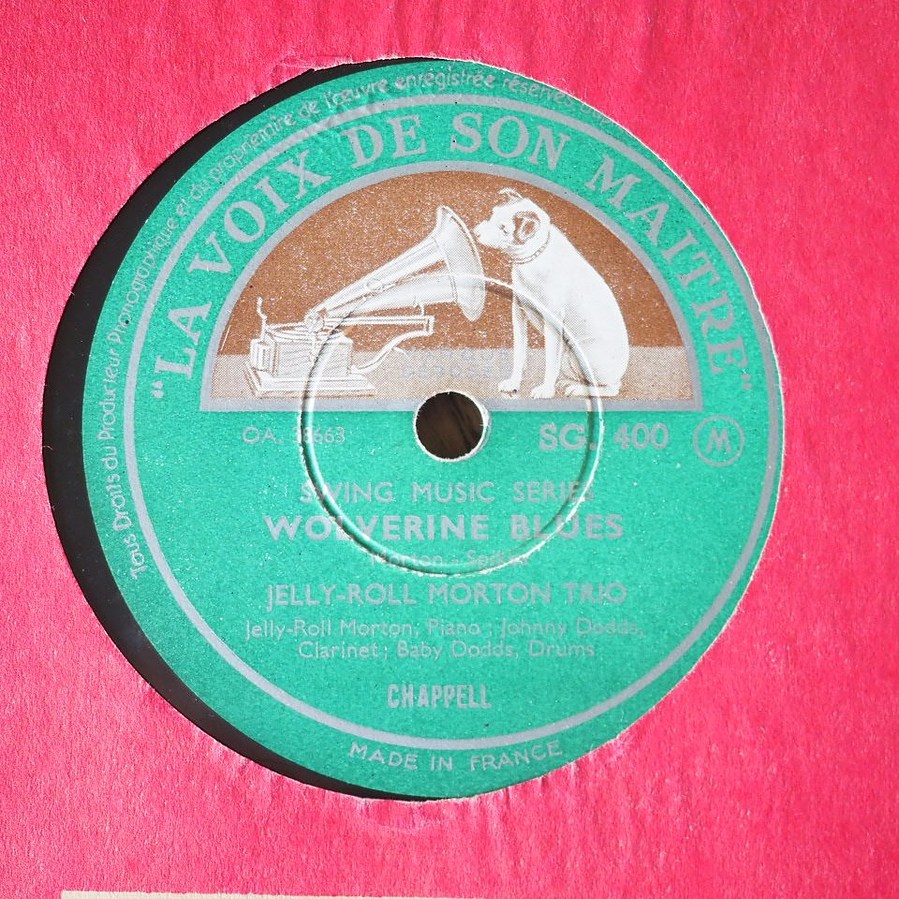 Tous Droits du Producteur Phonographique et du propriétaire de l'œuvre enregistrée réservés
"LA VOIX DE SON MAITRE"
OA. SG. 400 M
SWING MUSIC SERIES
WOLVERINE BLUES
Morton -
JELLY-ROLL MORTON TRIO
Jelly-Roll Morton, Piano ; Johnny Dodds,
Clarinet ; Baby Dodds, Drums
CHAPPELL
MADE IN FRANCE